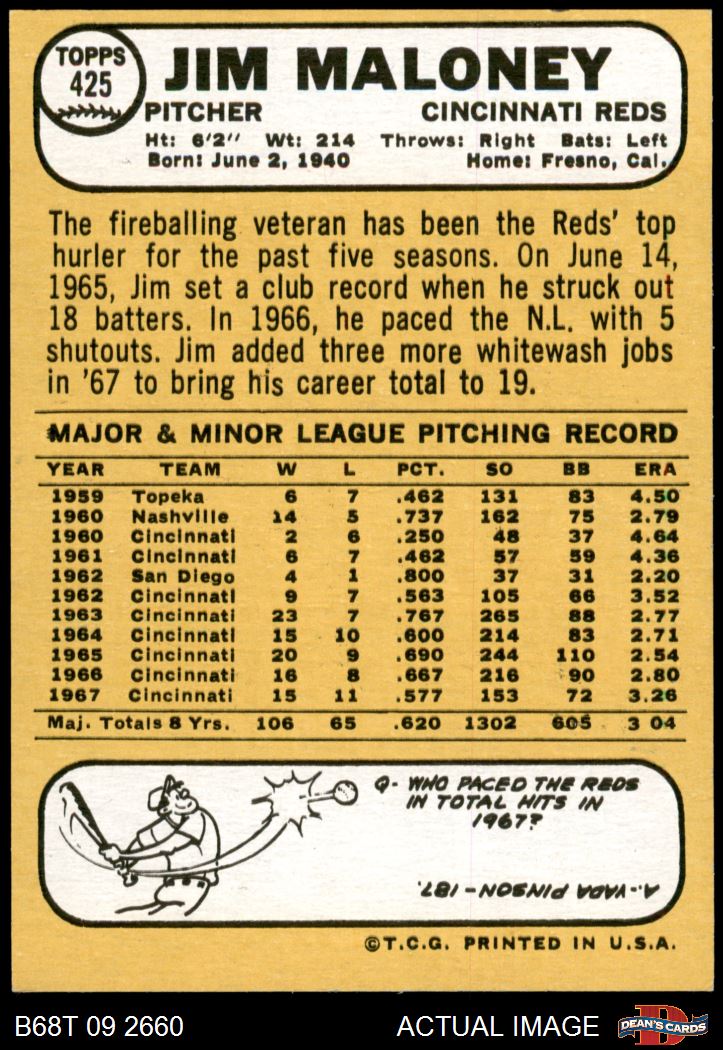 TOPPS
425
JIM MALONEY
PITCHER CINCINNATI REDS
Ht: 6'2" Wt: 214 Throws: Right Bats: Left
Born: June 2, 1940 Home: Fresno, Cal.
The fireballing veteran has been the Reds' top
hurler for the past five seasons. On June 14,
1965, Jim set a club record when he struck out
18 batters. In 1966, he paced the N.L. with 5
shutouts. Jim added three more whitewash jobs
in '67 to bring his career total to 19.
MAJOR & MINOR LEAGUE PITCHING RECORD
YEAR TEAM W L PCT. SO BB ERA
1959 Topeka 6 7 .462 131 83 4.50
1960 Nashville 14 5 .737 162 75 2.79
1960 Cincinnati 2 6 .250 48 37 4.64
1961 Cincinnati 6 7 .462 57 59 4.36
1962 San Diego 4 1 .800 37 31 2.20
1962 Cincinnati 9 7 .563 105 66 3.52
1963 Cincinnati 23 7 .767 265 88 2.77
1964 Cincinnati 15 10 .600 214 83 2.71
1965 Cincinnati 20 9 .690 244 110 2.54
1966 Cincinnati 16 8 .667 216 90 2.80
1967 Cincinnati 15 11 .577 153 72 3.26
Maj. Totals 8 Yrs. 106 65 .620 1302 605 3 04
Q- WHO PACED THE REDS
IN TOTAL HITS IN
1967?
A- VADA PINSON - 187.
©T.C.G. PRINTED IN U.S.A.
B68T 09 2660 ACTUAL IMAGE DEAN'S CARDS